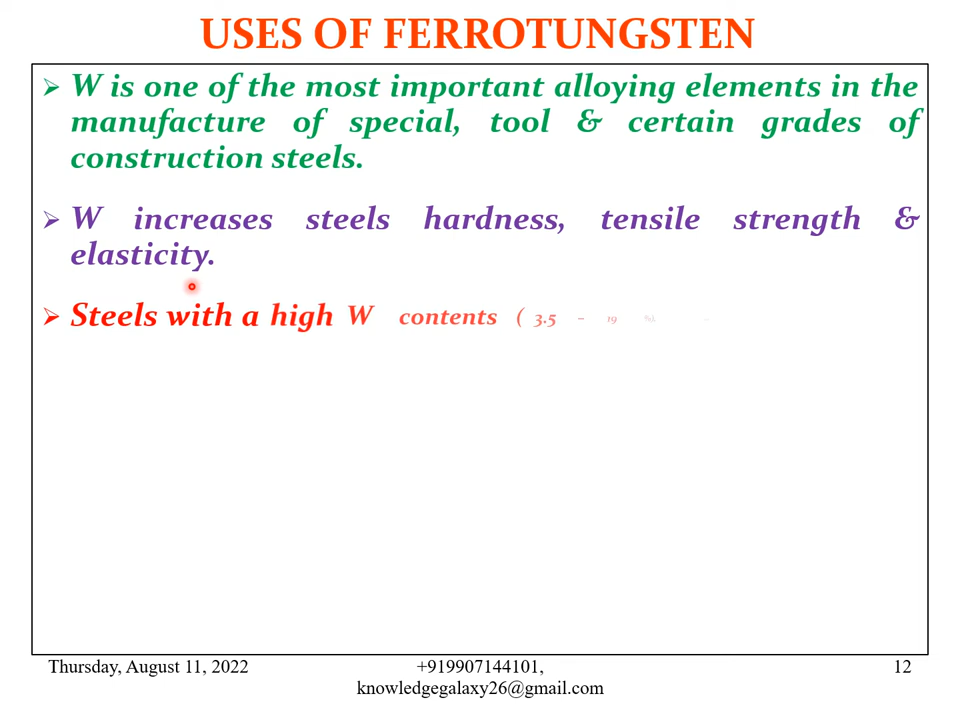 USES OF FERROTUNGSTEN
➢ W is one of the most important alloying elements in the
manufacture of special, tool & certain grades of
construction steels.
➢ W increases steels hardness, tensile strength &
elasticity.
➢ Steels with a high W contents ( 3.5 – 19 %),
Thursday, August 11, 2022
+919907144101,
knowledgegalaxy26@gmail.com
12